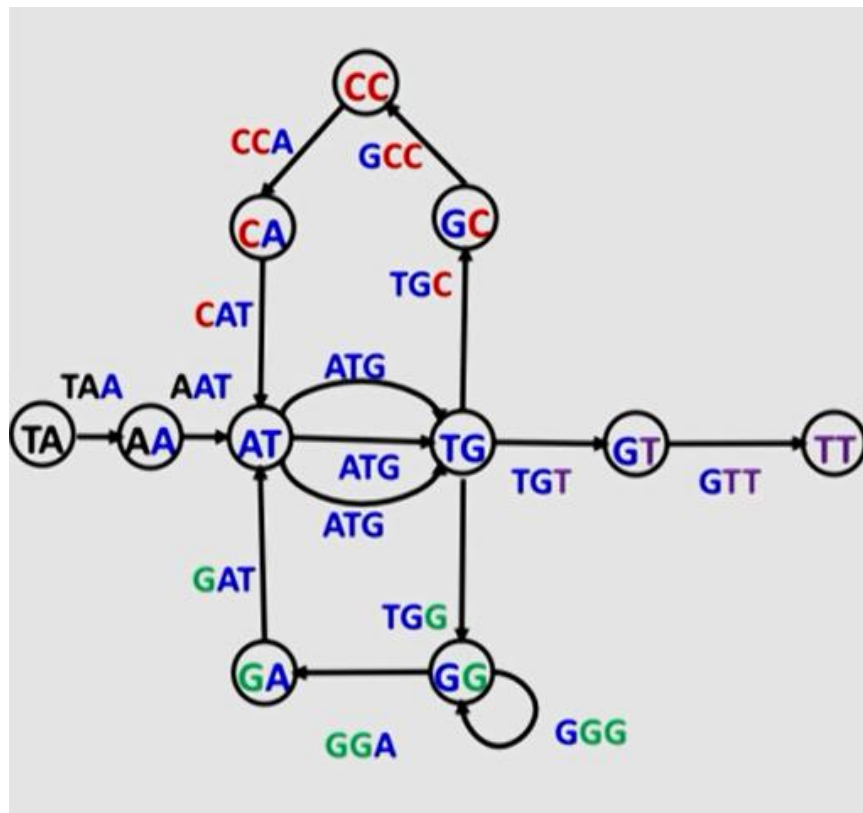 CC
CCA
GCC
CA
GC
TGC
CAT
ATG
TAA AAT
TA AA AT TG GT TT
ATG
TGT GTT
ATG
GAT
TGG
GA GG
GGA
GGG